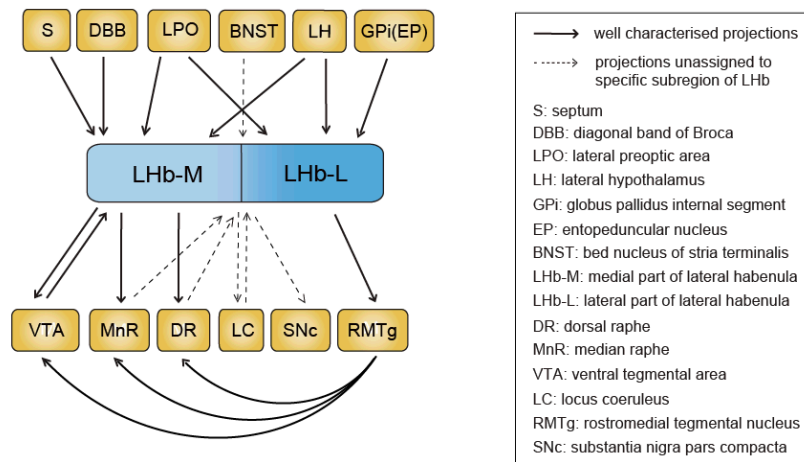 S
DBB
LPO
BNST
LH
GPi(EP)
LHb-M
LHb-L
VTA
MnR
DR
LC
SNc
RMTg
well characterised projections
projections unassigned to
specific subregion of LHb
S: septum
DBB: diagonal band of Broca
LPO: lateral preoptic area
LH: lateral hypothalamus
GPi: globus pallidus internal segment
EP: entopeduncular nucleus
BNST: bed nucleus of stria terminalis
LHb-M: medial part of lateral habenula
LHb-L: lateral part of lateral habenula
DR: dorsal raphe
MnR: median raphe
VTA: ventral tegmental area
LC: locus coeruleus
RMTg: rostromedial tegmental nucleus
SNc: substantia nigra pars compacta